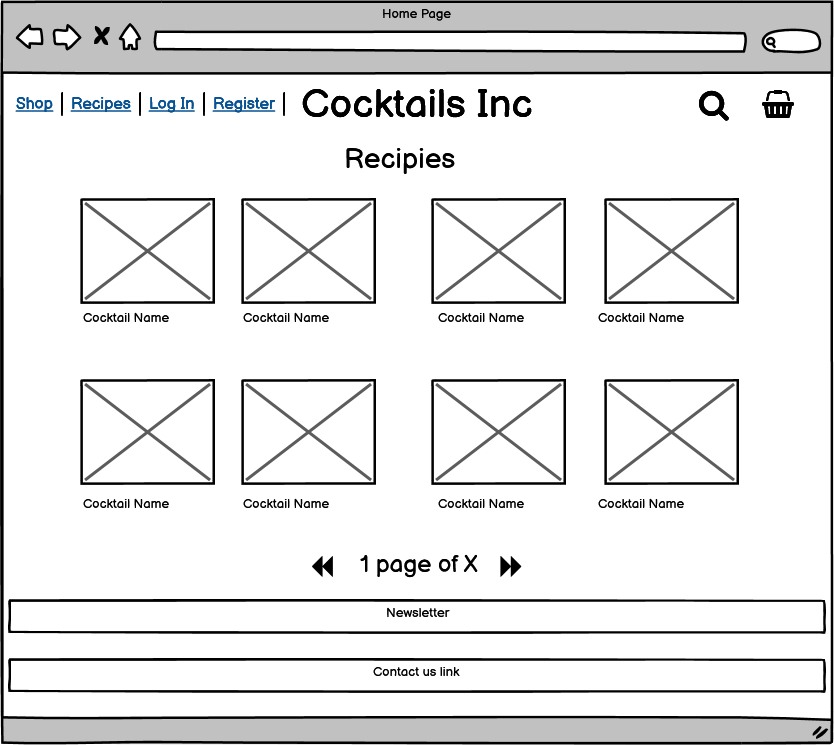 Home Page
Shop | Recipes | Log In | Register |
Cocktails Inc
Recipies
Cocktail Name
Cocktail Name
Cocktail Name
Cocktail Name
Cocktail Name
Cocktail Name
Cocktail Name
Cocktail Name
1 page of X
Newsletter
Contact us link